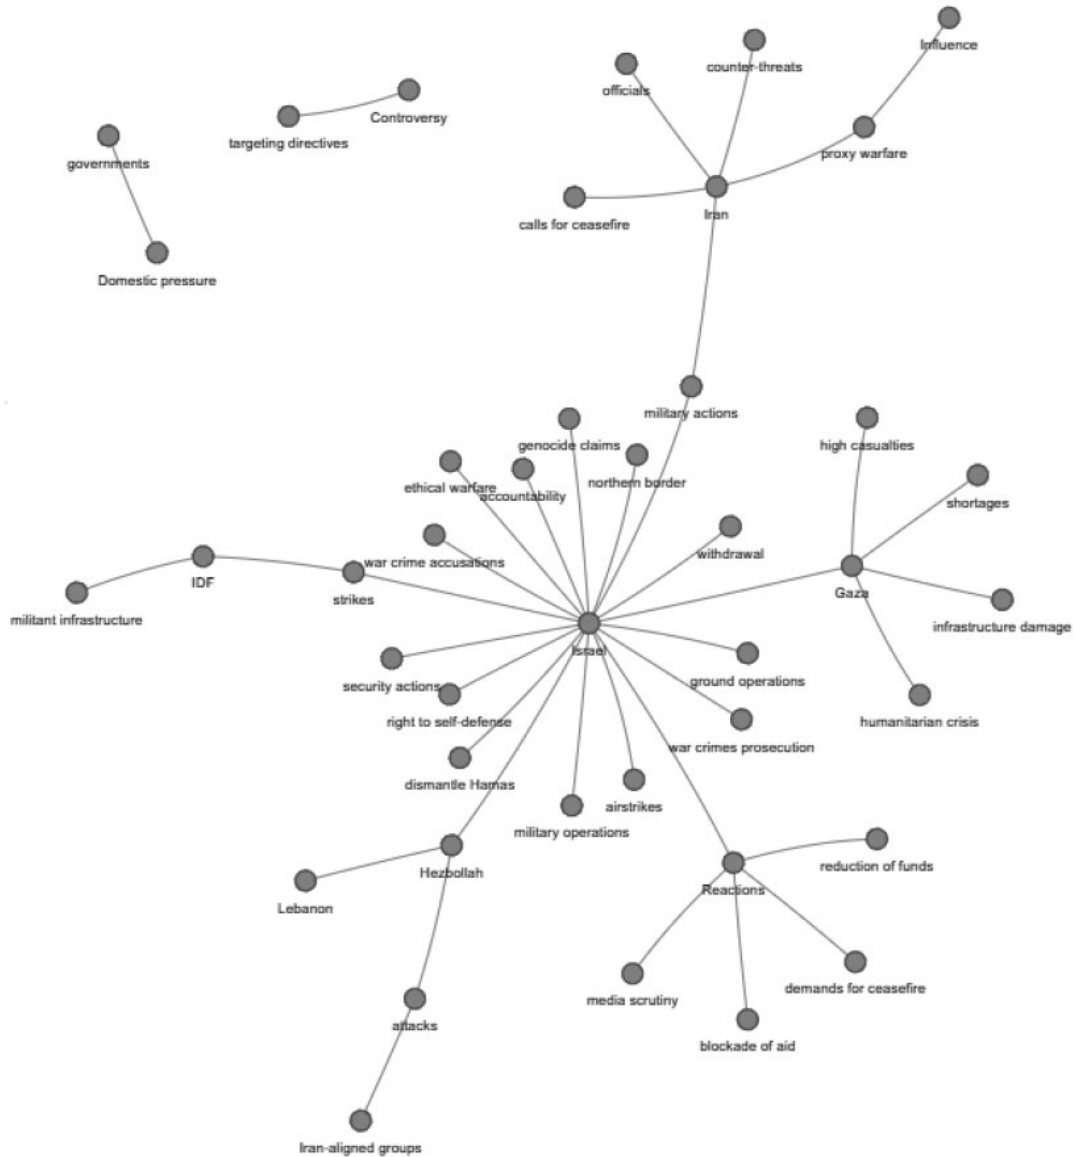 Influence
counter-threats
officials
Controversy
targeting directives
governments
proxy warfare
Iran
calls for ceasefire
Domestic pressure
military actions
genocide claims
high casualties
northern border
ethical warfare
accountability
shortages
withdrawal
war crime accusations
IDF
strikes
Gaza
militant infrastructure
infrastructure damage
Israel
ground operations
security actions
right to self-defense
humanitarian crisis
war crimes prosecution
dismantle Hamas
airstrikes
military operations
reduction of funds
Hezbollah
Reactions
Lebanon
demands for ceasefire
media scrutiny
attacks
blockade of aid
Iran-aligned groups